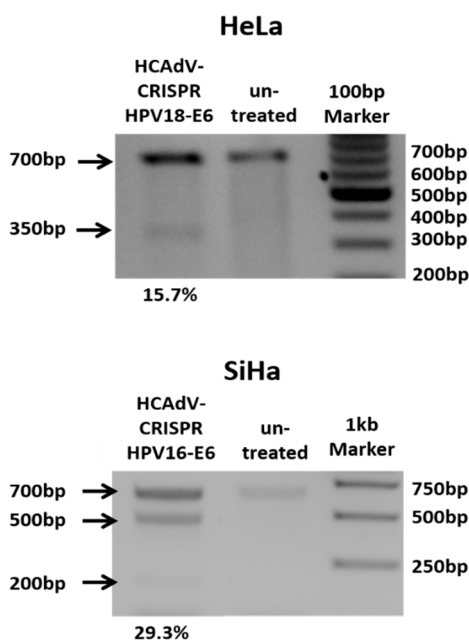 HeLa
HCAdV-
CRISPR
HPV18-E6
un-
treated
100bp
Marker
700bp
350bp
700bp
600bp
500bp
400bp
300bp
200bp
15.7%
SiHa
HCAdV-
CRISPR
HPV16-E6
un-
treated
1kb
Marker
700bp
500bp
200bp
750bp
500bp
250bp
29.3%